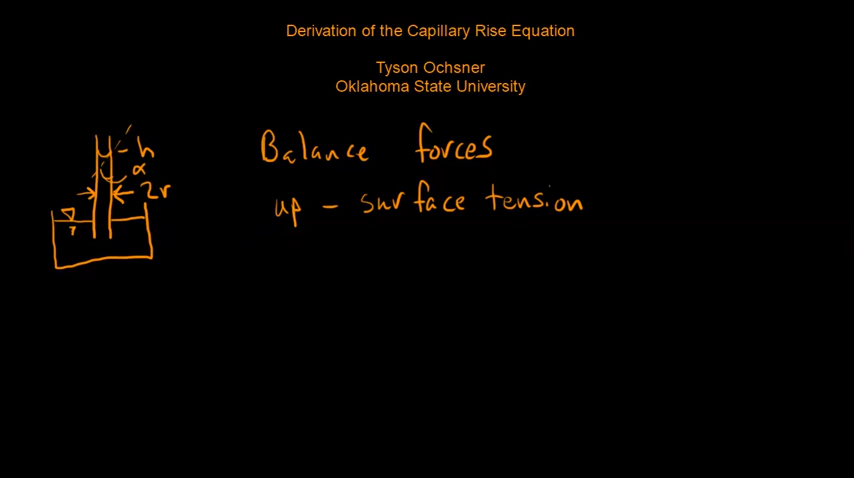 Derivation of the Capillary Rise Equation
Tyson Ochsner
Oklahoma State University
Balance forces
up - surface tension
h
α
2r